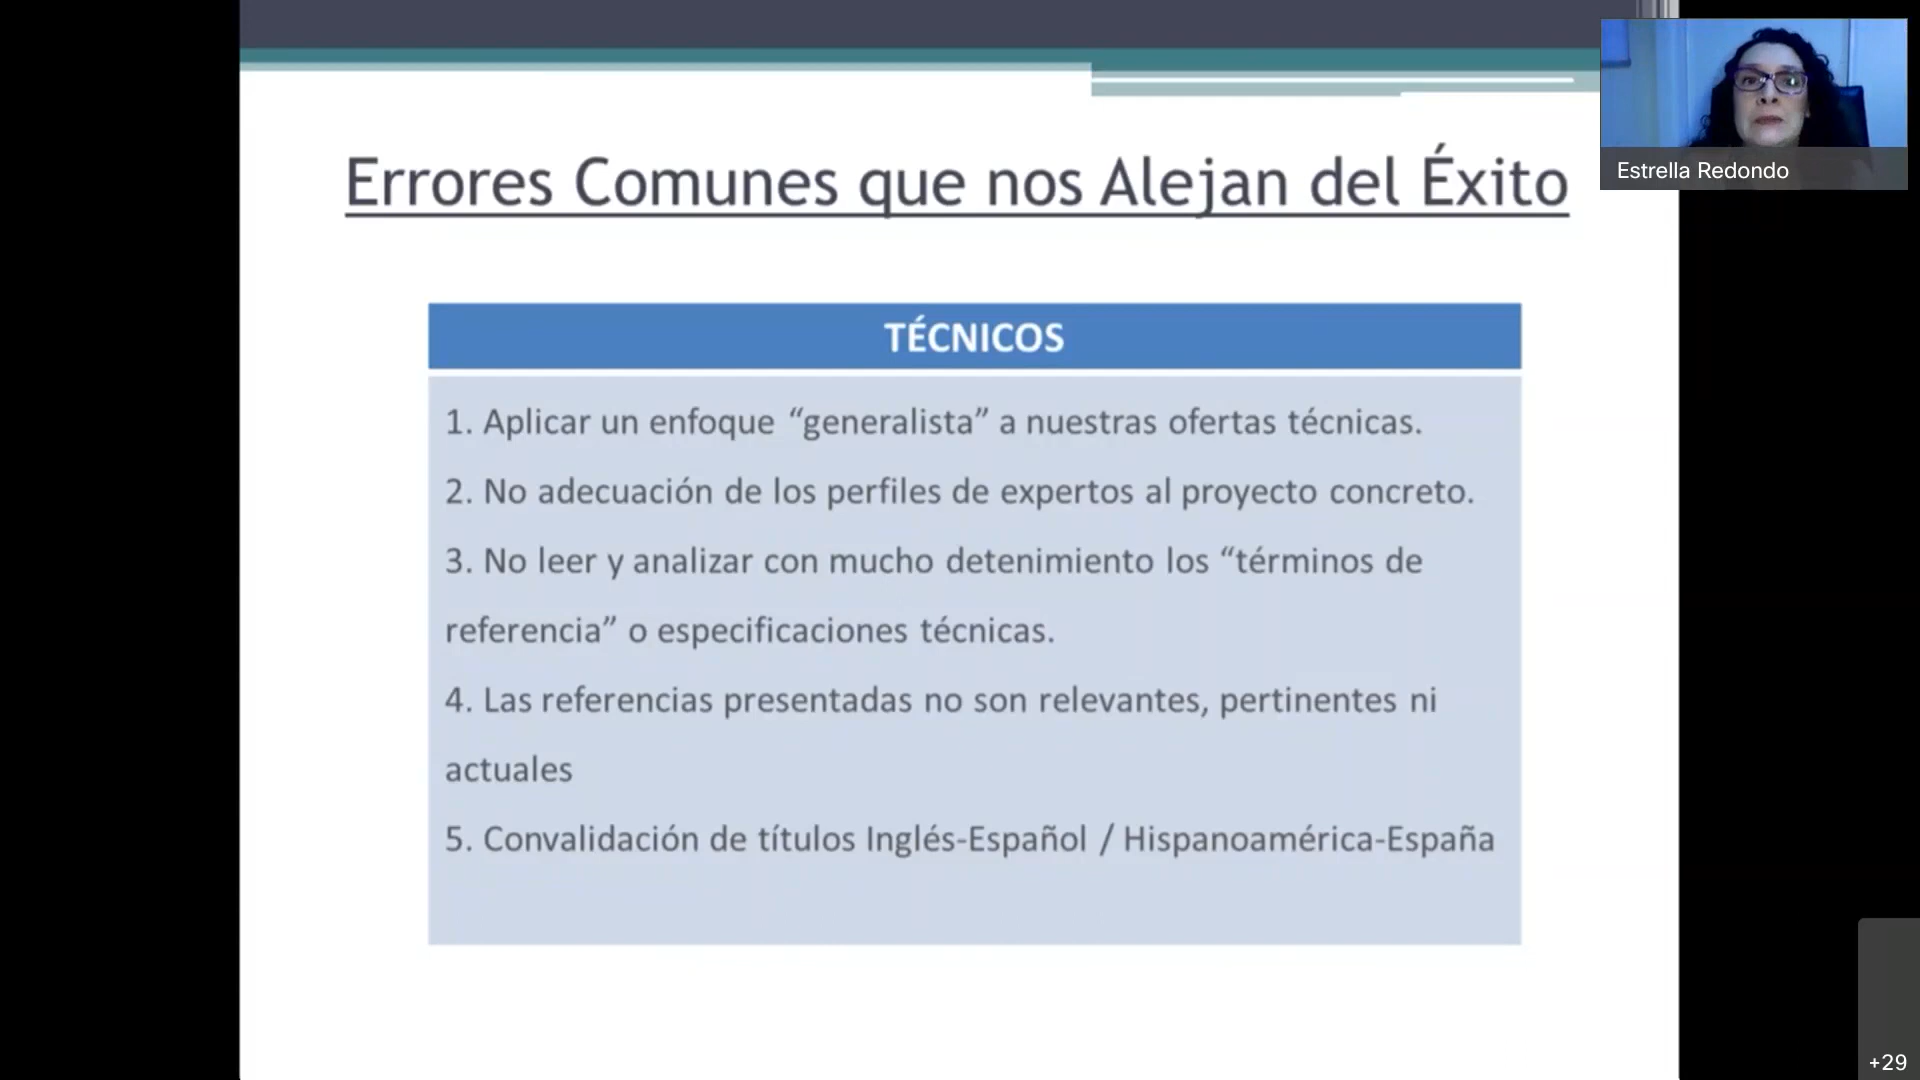 Errores Comunes que nos Alejan del Éxito
Estrella Redondo
TÉCNICOS
1. Aplicar un enfoque “generalista” a nuestras ofertas técnicas.
2. No adecuación de los perfiles de expertos al proyecto concreto.
3. No leer y analizar con mucho detenimiento los “términos de
referencia” o especificaciones técnicas.
4. Las referencias presentadas no son relevantes, pertinentes ni
actuales
5. Convalidación de títulos Inglés-Español / Hispanoamérica-España
+29